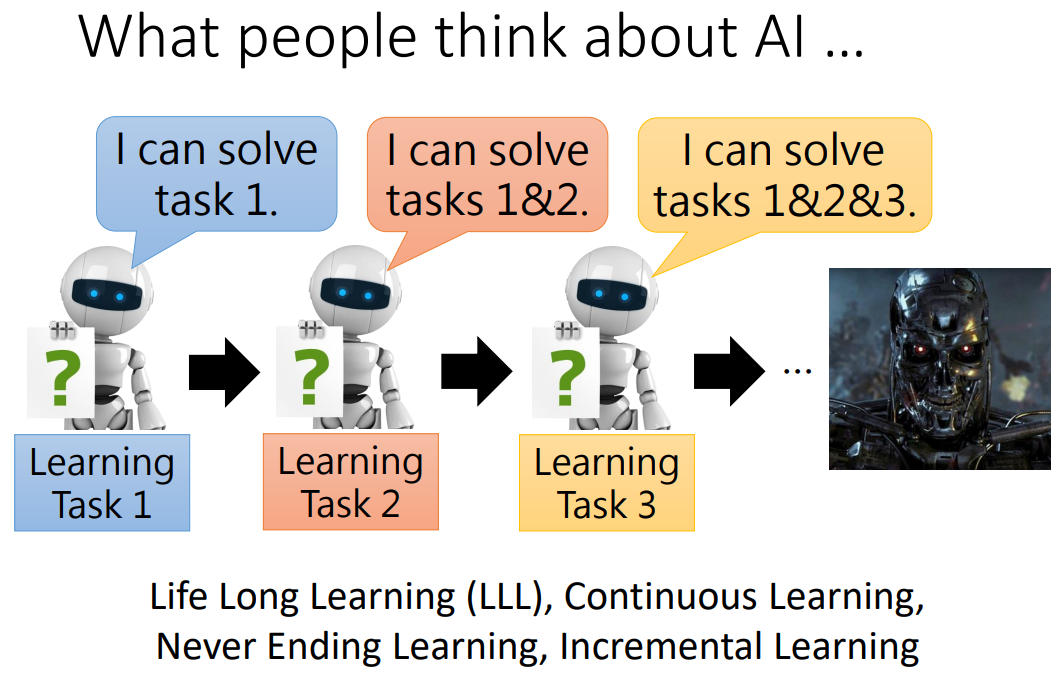 What people think about AI ...
I can solve
task 1.
I can solve
tasks 1&2.
I can solve
tasks 1&2&3.
?
?
?
...
Learning
Task 1
Learning
Task 2
Learning
Task 3
Life Long Learning (LLL), Continuous Learning,
Never Ending Learning, Incremental Learning